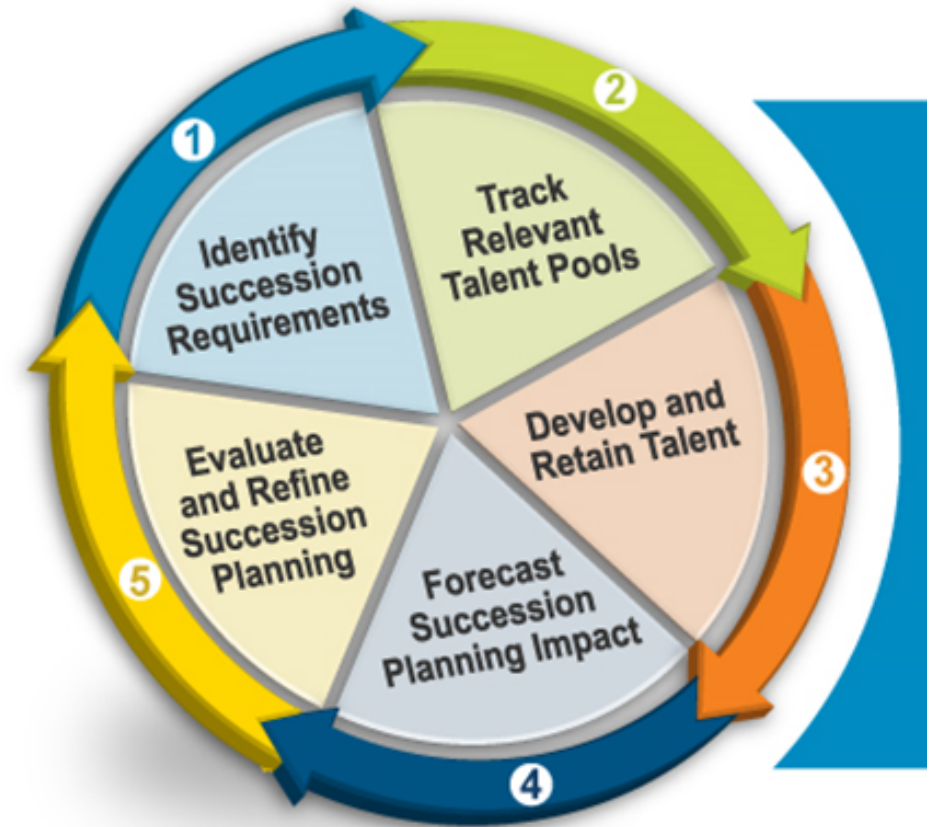 1
Identify
Succession
Requirements
2
Track
Relevant
Talent Pools
3
Develop and
Retain Talent
4
Forecast
Succession
Planning Impact
5
Evaluate
and Refine
Succession
Planning